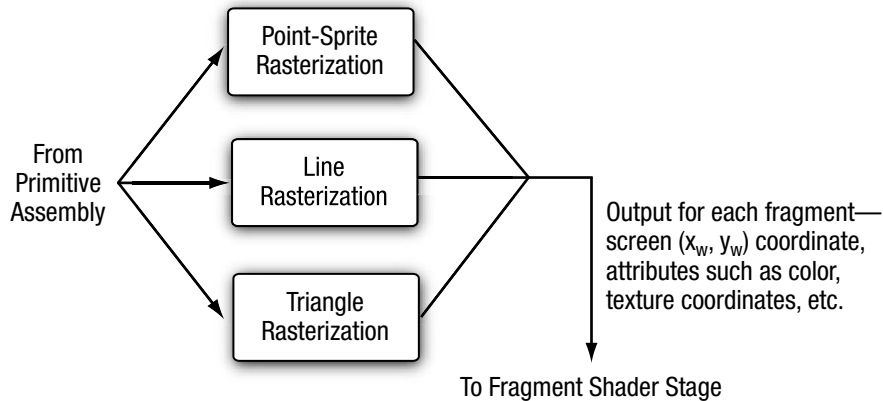 Point-Sprite
Rasterization
From
Primitive
Assembly
Line
Rasterization
Output for each fragment—
screen (xw, yw) coordinate,
attributes such as color,
texture coordinates, etc.
Triangle
Rasterization
To Fragment Shader Stage